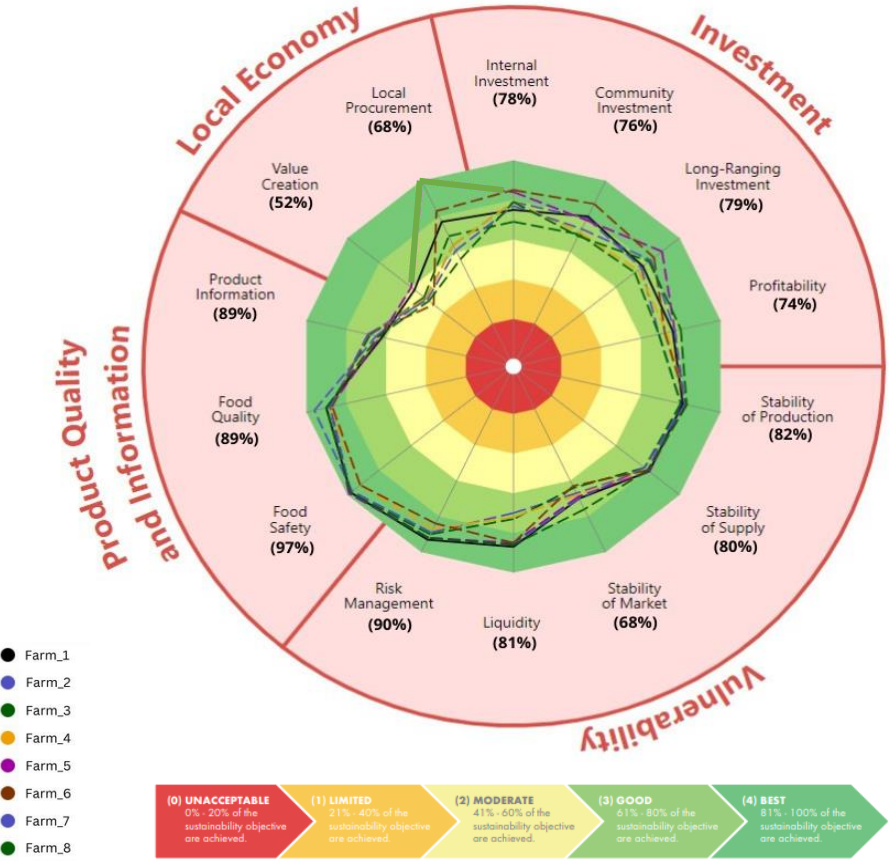 Local Economy
Investment
Internal
Investment
(78%)
Community
Investment
(76%)
Local
Procurement
(68%)
Long-Ranging
Investment
(79%)
Value
Creation
(52%)
Profitability
(74%)
Product
Information
(89%)
Product Quality
and Information
Food
Quality
(89%)
Stability
of Production
(82%)
Food
Safety
(97%)
Stability
of Supply
(80%)
Risk
Management
(90%)
Liquidity
(81%)
Stability
of Market
(68%)
Vulnerability
Farm_1
Farm_2
Farm_3
Farm_4
Farm_5
Farm_6
Farm_7
Farm_8
(0) UNACCEPTABLE
0% - 20% of the
sustainability objective
are achieved.
(1) LIMITED
21% - 40% of the
sustainability objective
are achieved.
(2) MODERATE
41% - 60% of the
sustainability objective
are achieved.
(3) GOOD
61% - 80% of the
sustainability objective
are achieved.
(4) BEST
81% - 100% of the
sustainability objective
are achieved.